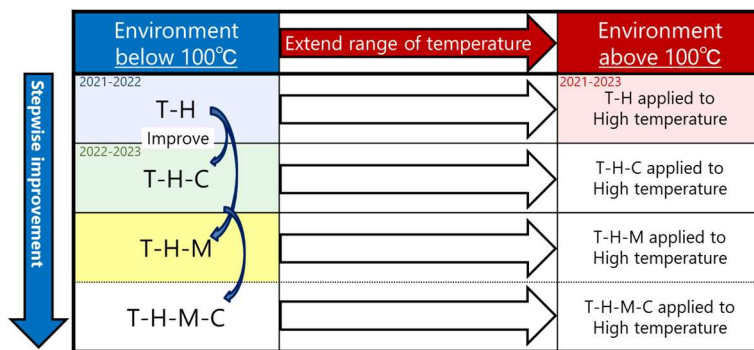 Environment
below 100℃
Extend range of temperature
Environment
above 100℃
Stepwise improvement
2021-2022
T-H
Improve
2021-2023
T-H applied to
High temperature
2022-2023
T-H-C
T-H-C applied to
High temperature
T-H-M
T-H-M applied to
High temperature
T-H-M-C
T-H-M-C applied to
High temperature